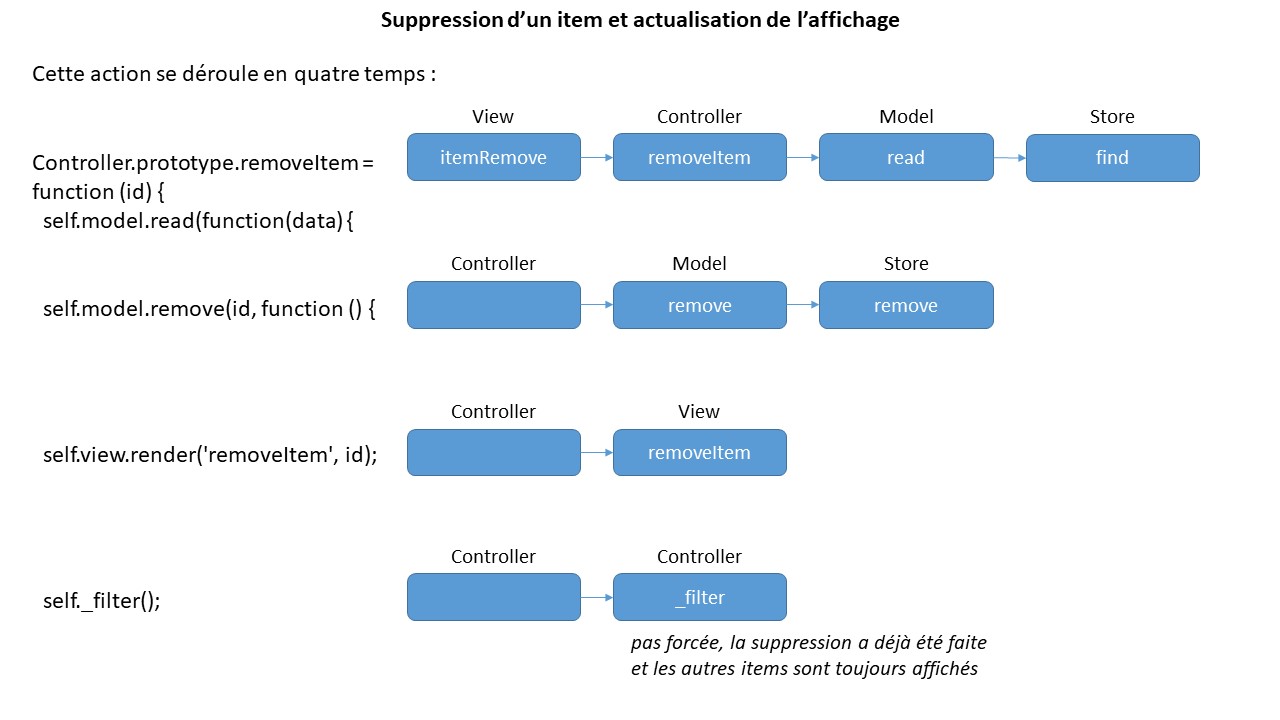 Suppression d’un item et actualisation de l’affichage
Cette action se déroule en quatre temps :
View Controller Model Store
itemRemove removeItem read find
Controller.prototype.removeItem =
function (id) {
self.model.read(function(data) {
Controller Model Store
self.model.remove(id, function () {
remove remove
Controller View
self.view.render('removeItem', id);
removeItem
Controller Controller
self._filter();
_filter
pas forcée, la suppression a déjà été faite
et les autres items sont toujours affichés